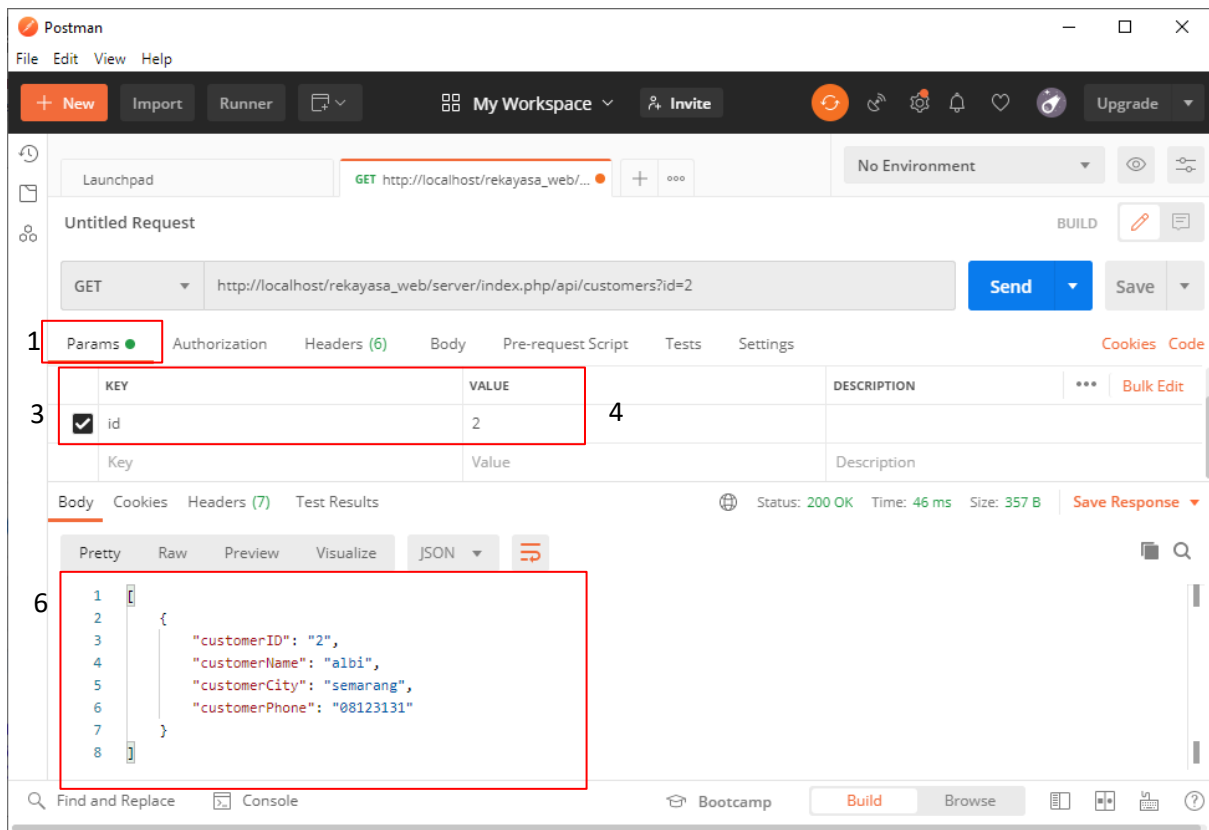 Postman
File Edit View Help
+ New Import Runner My Workspace Invite Upgrade
Launchpad GET http://localhost/rekayasa_web/... + ooo No Environment
Untitled Request BUILD
GET http://localhost/rekayasa_web/server/index.php/api/customers?id=2 Send Save
1 Params Authorization Headers (6) Body Pre-request Script Tests Settings Cookies Code
KEY VALUE DESCRIPTION ••• Bulk Edit
3 id 2 4
Key Value Description
Body Cookies Headers (7) Test Results Status: 200 OK Time: 46 ms Size: 357 B Save Response
Pretty Raw Preview Visualize JSON
6
1 [
2 {
3 "customerID": "2",
4 "customerName": "albi",
5 "customerCity": "semarang",
6 "customerPhone": "08123131"
7 }
8 ]
Find and Replace Console Bootcamp Build Browse ?